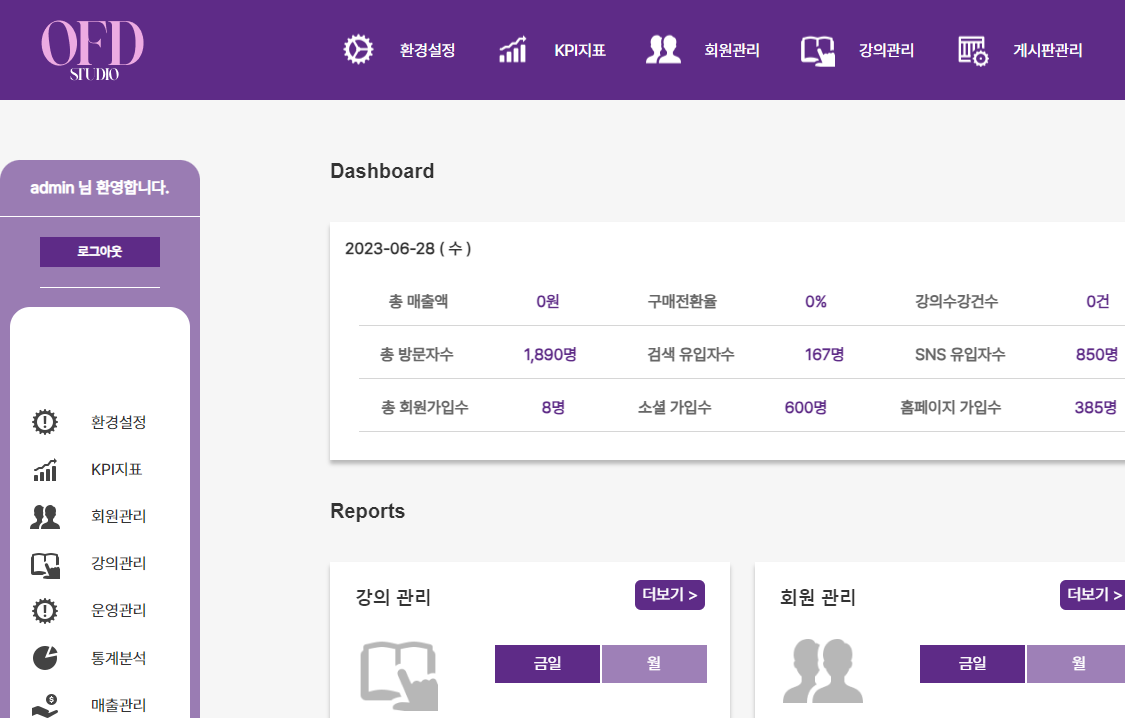 OFD
STUDIO
환경설정 KPI지표 회원관리 강의관리 게시판관리
admin 님 환영합니다.
로그아웃
환경설정
KPI지표
회원관리
강의관리
운영관리
통계분석
매출관리
Dashboard
2023-06-28 ( 수 )
총 매출액 0원 구매전환율 0% 강의수강건수 0건
총 방문자수 1,890명 검색 유입자수 167명 SNS 유입자수 850명
총 회원가입수 8명 소셜 가입수 600명 홈페이지 가입수 385명
Reports
강의 관리 더보기 >
금일 월
회원 관리 더보기 >
금일 월